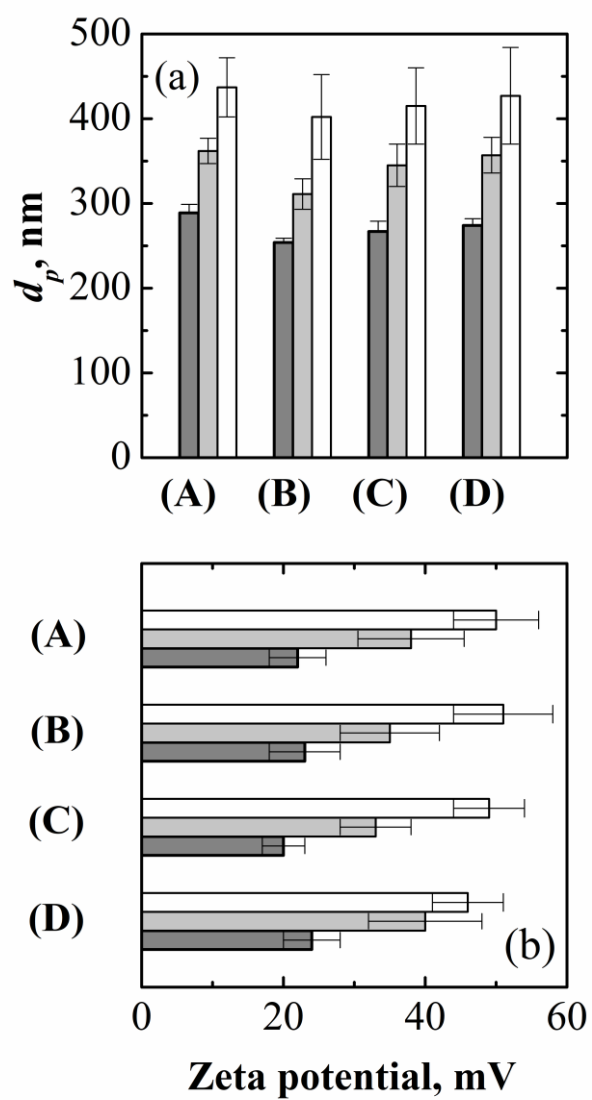 500
(a)
400
300
200
100
0
d_p, nm
(A) (B) (C) (D)
(A)
(B)
(C)
(D)
(b)
0 20 40 60
Zeta potential, mV